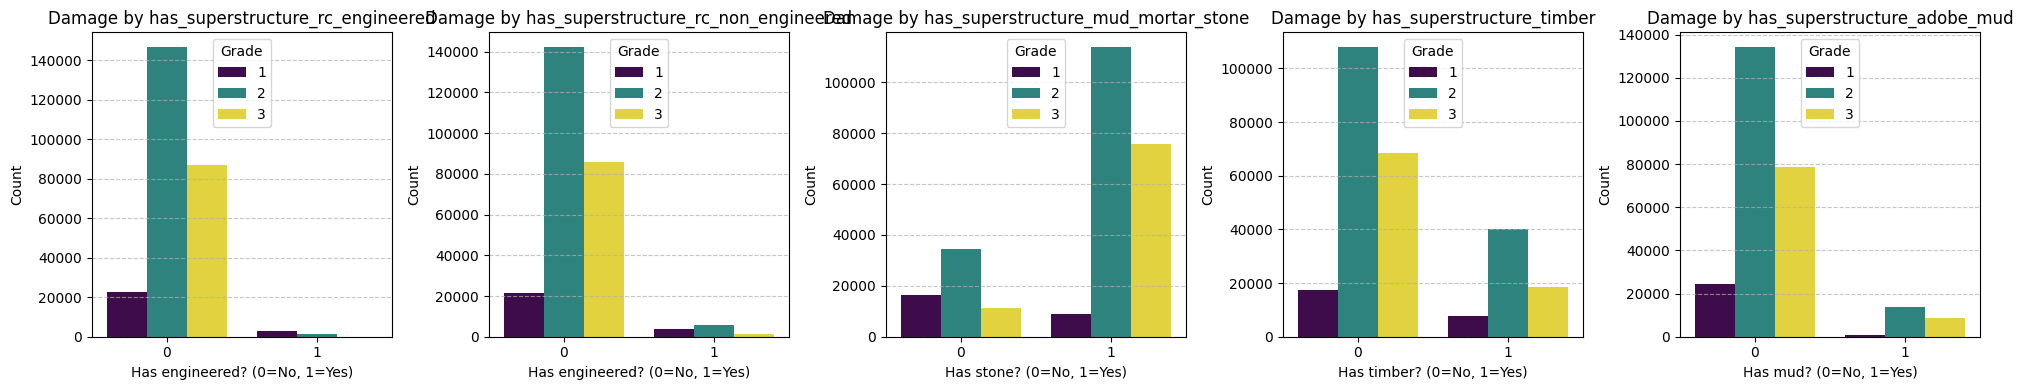 Damage by has_superstructure_rc_engineered
Grade
1
2
3
140000
120000
100000
80000
60000
40000
20000
0
Count
0 1
Has engineered? (0=No, 1=Yes)
Damage by has_superstructure_rc_non_engineered
Grade
1
2
3
140000
120000
100000
80000
60000
40000
20000
0
Count
0 1
Has engineered? (0=No, 1=Yes)
Damage by has_superstructure_mud_mortar_stone
Grade
1
2
3
100000
80000
60000
40000
20000
0
Count
0 1
Has stone? (0=No, 1=Yes)
Damage by has_superstructure_timber
Grade
1
2
3
100000
80000
60000
40000
20000
0
Count
0 1
Has timber? (0=No, 1=Yes)
Damage by has_superstructure_adobe_mud
Grade
1
2
3
140000
120000
100000
80000
60000
40000
20000
0
Count
0 1
Has mud? (0=No, 1=Yes)